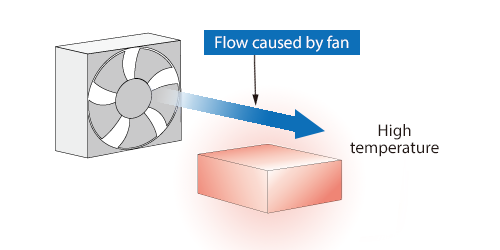 Flow caused by fan
High
temperature